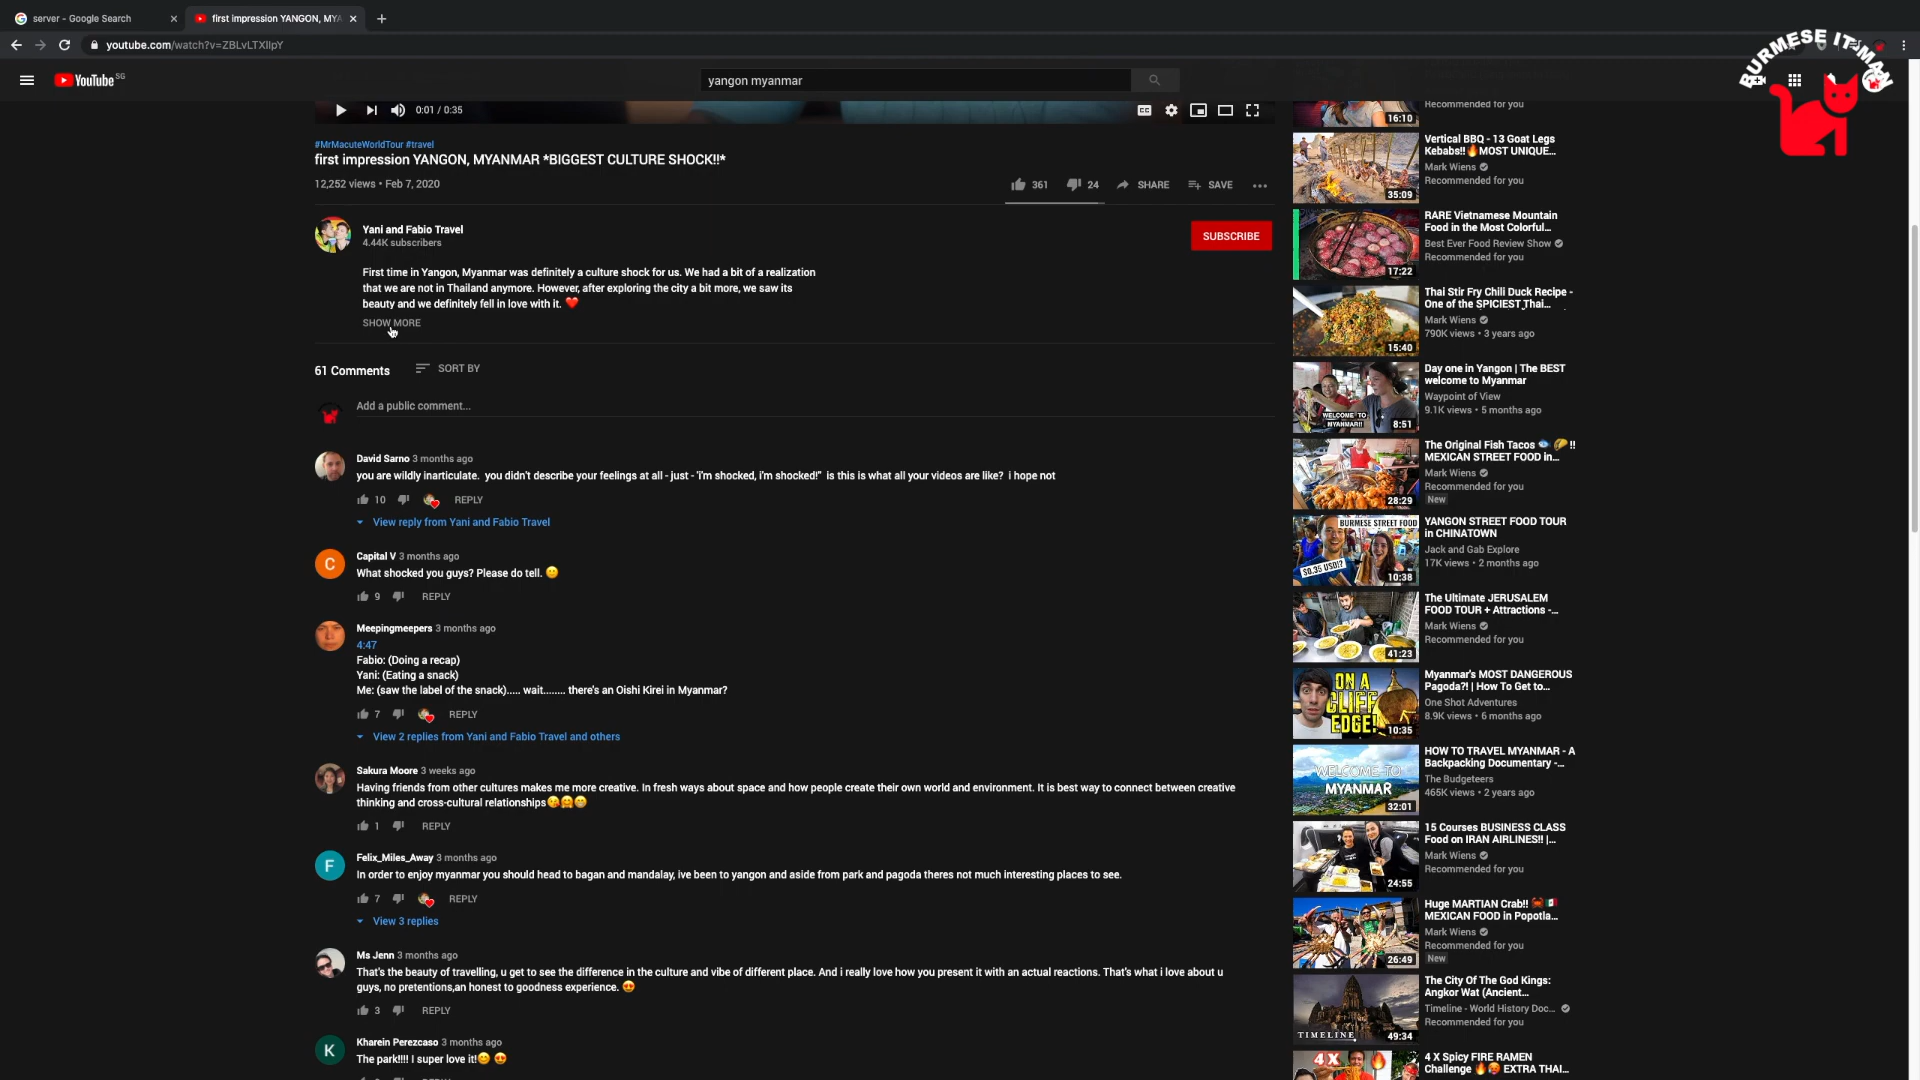 server - Google Search
first impression YANGON, MYA
youtube.com/watch?v=ZBLvLTXIlpY
BURMESE IT-MAN
YouTube SG
yangon myanmar
0:01 / 0:35
#MrMacuteWorldTour #travel
first impression YANGON, MYANMAR *BIGGEST CULTURE SHOCK!!*
12,252 views • Feb 7, 2020
361
24
SHARE
SAVE
Yani and Fabio Travel
4.44K subscribers
SUBSCRIBE
First time in Yangon, Myanmar was definitely a culture shock for us. We had a bit of a realization
that we are not in Thailand anymore. However, after exploring the city a bit more, we saw its
beauty and we definitely fell in love with it. ❤️
SHOW MORE
61 Comments
SORT BY
Add a public comment...
David Sarno 3 months ago
you are wildly inarticulate. you didn't describe your feelings at all - just - 'i'm shocked, i'm shocked!" is this is what all your videos are like? i hope not
10
REPLY
View reply from Yani and Fabio Travel
Capital V 3 months ago
What shocked you guys? Please do tell. 🙂
9
REPLY
Meepingmeepers 3 months ago
4:47
Fabio: (Doing a recap)
Yani: (Eating a snack)
Me: (saw the label of the snack)..... wait........ there's an Oishi Kirei in Myanmar?
7
REPLY
View 2 replies from Yani and Fabio Travel and others
Sakura Moore 3 weeks ago
Having friends from other cultures makes me more creative. In fresh ways about space and how people create their own world and environment. It is best way to connect between creative
thinking and cross-cultural relationships😘🤗😁
1
REPLY
Felix_Miles_Away 3 months ago
In order to enjoy myanmar you should head to bagan and mandalay, ive been to yangon and aside from park and pagoda theres not much interesting places to see.
7
REPLY
View 3 replies
Ms Jenn 3 months ago
That's the beauty of travelling, u get to see the difference in the culture and vibe of different place. And i really love how you present it with an actual reactions. That's what i love about u
guys, no pretentions,an honest to goodness experience. 😍
3
REPLY
Kharein Perezcaso 3 months ago
The park!!!! I super love it!😊 😍
C
F
K
Recommended for you
16:10
Vertical BBQ - 13 Goat Legs
Kebabs!!🔥MOST UNIQUE...
Mark Wiens
Recommended for you
35:09
RARE Vietnamese Mountain
Food in the Most Colorful...
Best Ever Food Review Show
Recommended for you
17:22
Thai Stir Fry Chili Duck Recipe -
One of the SPICIEST Thai...
Mark Wiens
790K views • 3 years ago
15:40
Day one in Yangon | The BEST
welcome to Myanmar
Waypoint of View
9.1K views • 5 months ago
WELCOME TO
MYANMAR!!
8:51
The Original Fish Tacos 🐟 🌮 !!
MEXICAN STREET FOOD in...
Mark Wiens
Recommended for you
New
28:29
YANGON STREET FOOD TOUR
in CHINATOWN
Jack and Gab Explore
17K views • 2 months ago
BURMESE STREET FOOD
$0.35 USD!?
10:38
The Ultimate JERUSALEM
FOOD TOUR + Attractions -...
Mark Wiens
Recommended for you
41:23
Myanmar's MOST DANGEROUS
Pagoda?! | How To Get to...
One Shot Adventures
8.9K views • 6 months ago
ON A
CLIFF
EDGE!
10:35
HOW TO TRAVEL MYANMAR - A
Backpacking Documentary -...
The Budgeteers
465K views • 2 years ago
WELCOME TO
MYANMAR
32:01
15 Courses BUSINESS CLASS
Food on IRAN AIRLINES!! |...
Mark Wiens
Recommended for you
24:55
Huge MARTIAN Crab!! 🦀🇲🇽
MEXICAN FOOD in Popotla...
Mark Wiens
Recommended for you
New
26:49
The City Of The God Kings:
Angkor Wat (Ancient...
Timeline - World History Doc...
Recommended for you
TIMELINE
49:34
4 X Spicy FIRE RAMEN
Challenge 🔥🥵 EXTRA THAI...
4X